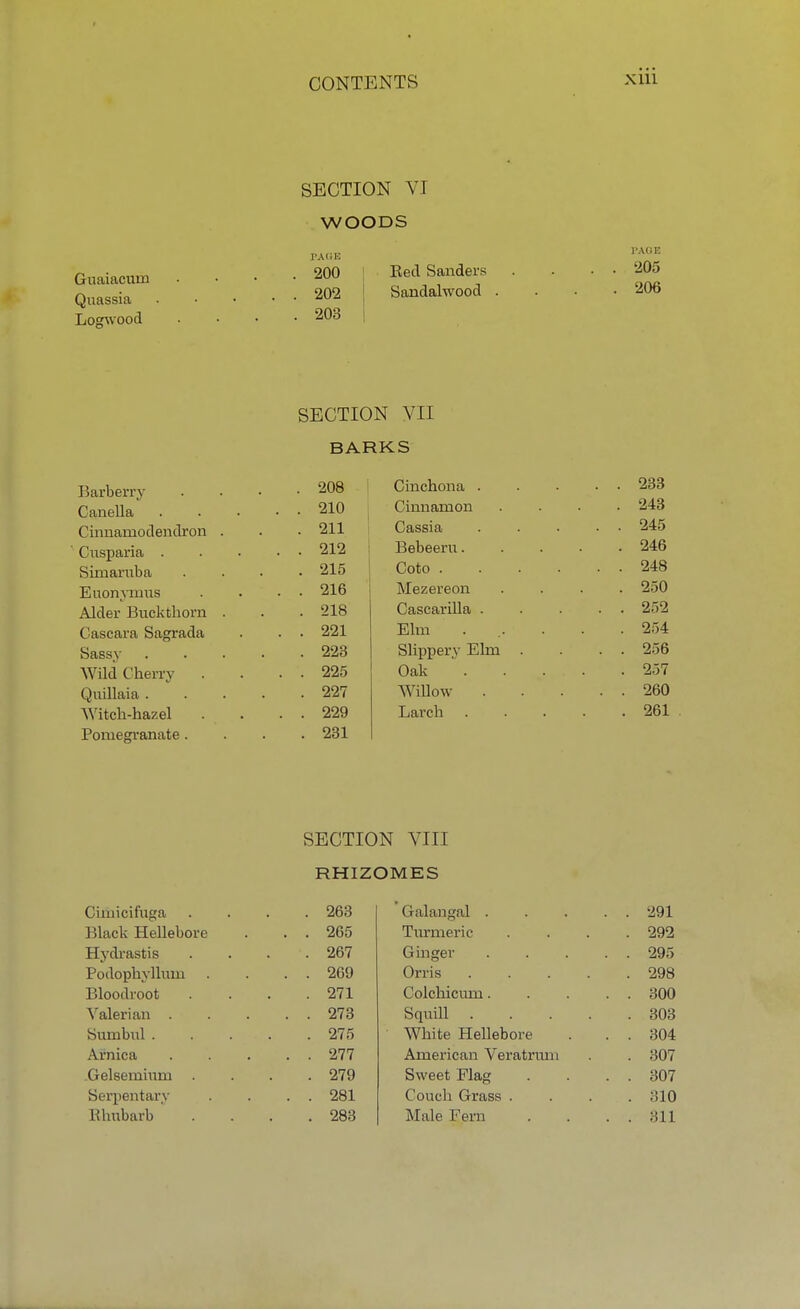 CONTENTS xiii
SECTION VI
WOODS
PAGE
Guaiacum . . . . 200
Quassia . . . . . 202
Logwood . . . . 203
PAGE
Red Sanders . . . . 205
Sandalwood . . . . 206
SECTION VII
BARKS
Barberry . . . . 208
Canella . . . . . 210
Cinnamodendron . . . 211
Cusparia . . . . . 212
Simaruba . . . . 215
Euonymus . . . . 216
Alder Buckthorn . . . 218
Cascara Sagrada . . . 221
Sassy . . . . . 223
Wild Cherry . . . . 225
Quillaia . . . . . 227
Witch-hazel . . . . 229
Pomegranate . . . . 231
Cinchona . . . . . 233
Cinnamon . . . . 243
Cassia . . . . . 245
Bebeeru . . . . . 246
Coto . . . . . . 248
Mezereon . . . . 250
Cascarilla . . . . . 252
Elm . . . . . 254
Slippery Elm . . . . 256
Oak . . . . . 257
Willow . . . . . 260
Larch . . . . . 261
SECTION VIII
RHIZOMES
Cimicifuga . . . . 263
Black Hellebore . . . 265
Hydrastis . . . . 267
Podophyllum . . . . 269
Bloodroot . . . . 271
Valerian . . . . . 273
Sumbul . . . . . 275
Arnica . . . . . 277
Gelsemium . . . . 279
Serpentary . . . . 281
Rhubarb . . . . 283
Galangal . . . . . 291
Turmeric . . . . 292
Ginger . . . . . 295
Orris . . . . . 298
Colchicum . . . . . 300
Squill . . . . . 303
White Hellebore . . . 304
American Veratrum . . 307
Sweet Flag . . . . 307
Couch Grass . . . . 310
Male Fern . . . . 311